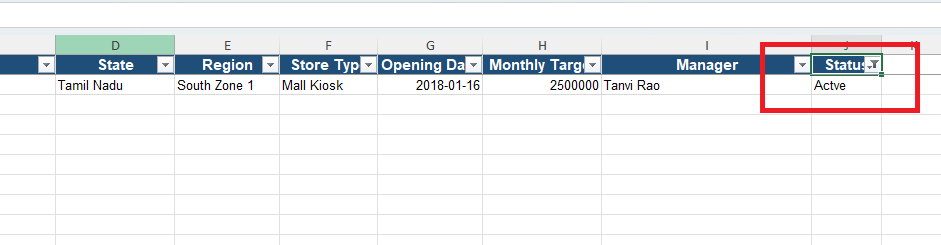 D E F G H I J
State Region Store Typ Opening Da Monthly Targ Manager Status
Tamil Nadu South Zone 1 Mall Kiosk 2018-01-16 2500000 Tanvi Rao Actve